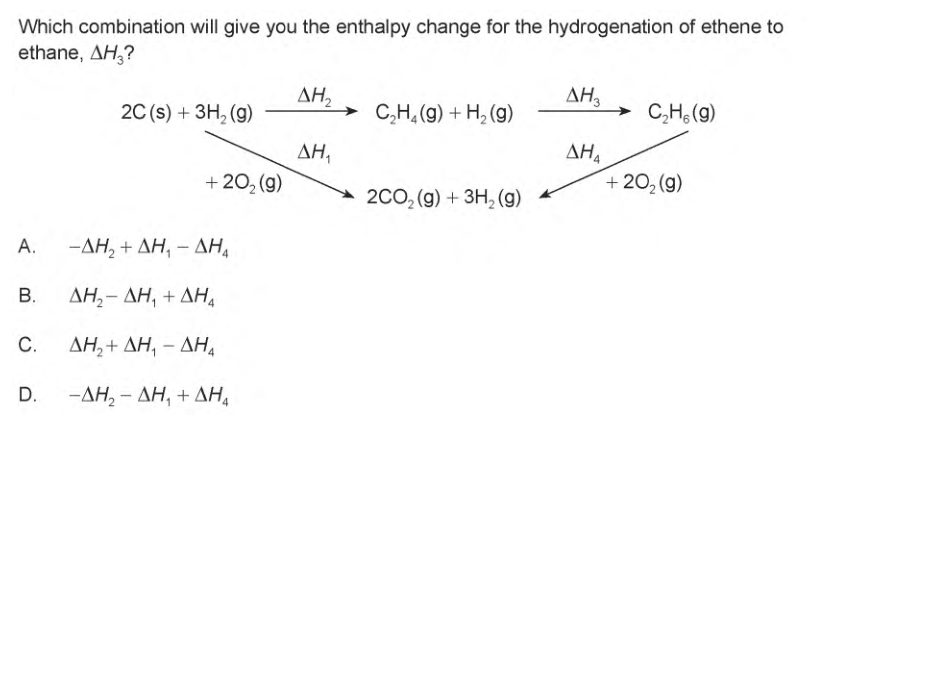 Which combination will give you the enthalpy change for the hydrogenation of ethene to
ethane, ΔH₃?
ΔH₂ ΔH₃
2C (s) + 3H₂ (g) C₂H₄ (g) + H₂ (g) C₂H₆ (g)
ΔH₁ ΔH₄
+ 2O₂ (g) + 2O₂ (g)
2CO₂ (g) + 3H₂ (g)
A. −ΔH₂ + ΔH₁ − ΔH₄
B. ΔH₂ − ΔH₁ + ΔH₄
C. ΔH₂ + ΔH₁ − ΔH₄
D. −ΔH₂ − ΔH₁ + ΔH₄